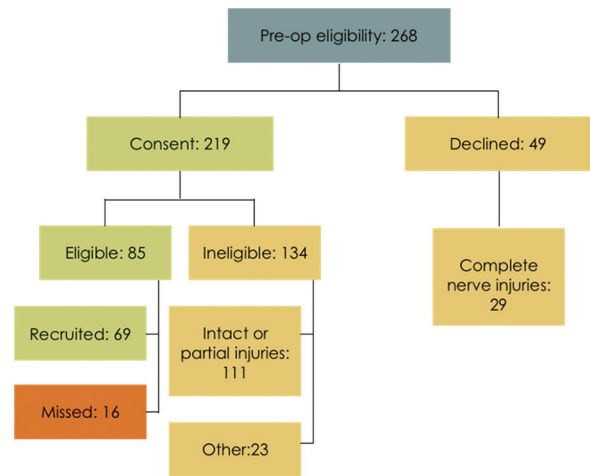 Pre-op eligibility: 268
Consent: 219
Declined: 49
Eligible: 85
Ineligible: 134
Complete
nerve injuries:
29
Recruited: 69
Intact or
partial injuries:
111
Missed: 16
Other:23